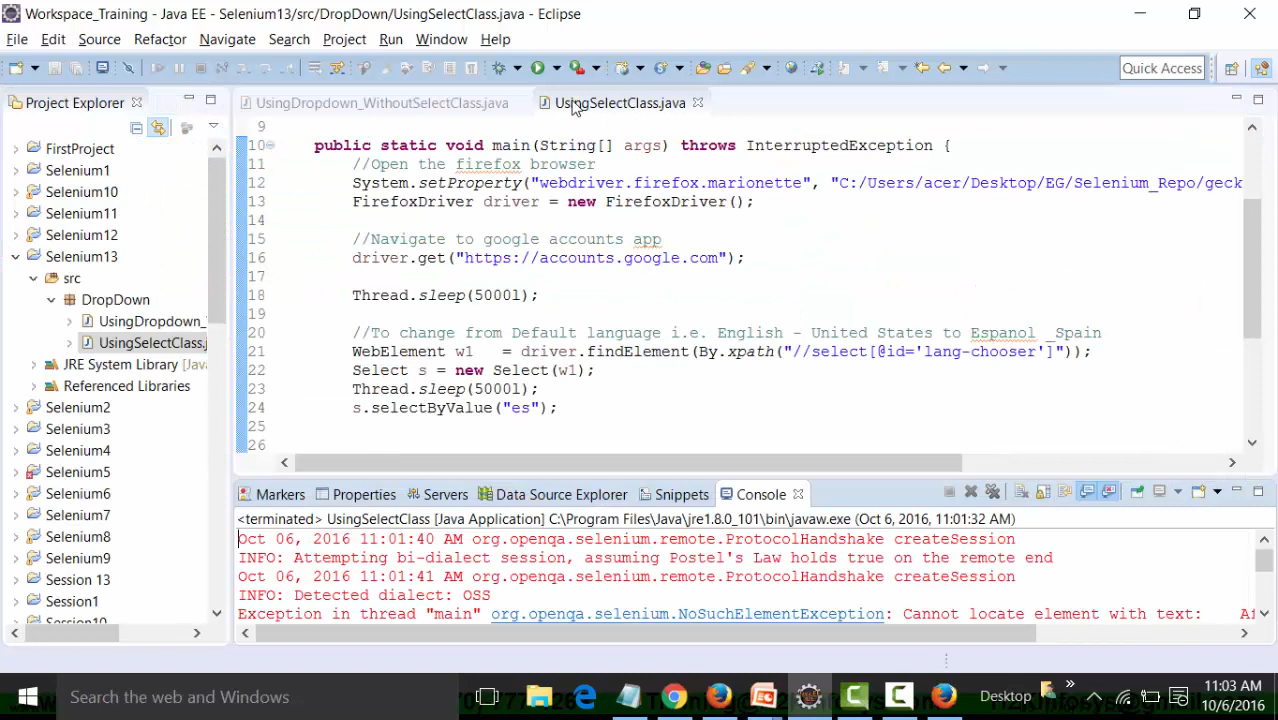 Workspace_Training - Java EE - Selenium13/src/DropDown/UsingSelectClass.java - Eclipse
File Edit Source Refactor Navigate Search Project Run Window Help
Quick Access
Project Explorer
UsingDropdown_WithoutSelectClass.java
UsingSelectClass.java
FirstProject
Selenium1
Selenium10
Selenium11
Selenium12
Selenium13
src
DropDown
UsingDropdown_
UsingSelectClass.j
JRE System Library [Java
Referenced Libraries
Selenium2
Selenium3
Selenium4
Selenium5
Selenium6
Selenium7
Selenium8
Selenium9
Session 13
Session1
Session10
9
10 public static void main(String[] args) throws InterruptedException {
11 //Open the firefox browser
12 System.setProperty("webdriver.firefox.marionette", "C:/Users/acer/Desktop/EG/Selenium_Repo/geck
13 FirefoxDriver driver = new FirefoxDriver();
14
15 //Navigate to google accounts app
16 driver.get("https://accounts.google.com");
17
18 Thread.sleep(5000l);
19
20 //To change from Default language i.e. English - United States to Espanol _Spain
21 WebElement w1 = driver.findElement(By.xpath("//select[@id='lang-chooser']"));
22 Select s = new Select(w1);
23 Thread.sleep(5000l);
24 s.selectByValue("es");
25
26
Markers Properties Servers Data Source Explorer Snippets Console
<terminated> UsingSelectClass [Java Application] C:\Program Files\Java\jre1.8.0_101\bin\javaw.exe (Oct 6, 2016, 11:01:32 AM)
Oct 06, 2016 11:01:40 AM org.openqa.selenium.remote.ProtocolHandshake createSession
INFO: Attempting bi-dialect session, assuming Postel's Law holds true on the remote end
Oct 06, 2016 11:01:41 AM org.openqa.selenium.remote.ProtocolHandshake createSession
INFO: Detected dialect: OSS
Exception in thread "main" org.openqa.selenium.NoSuchElementException: Cannot locate element with text: Af
Search the web and Windows
Desktop
11:03 AM
10/6/2016